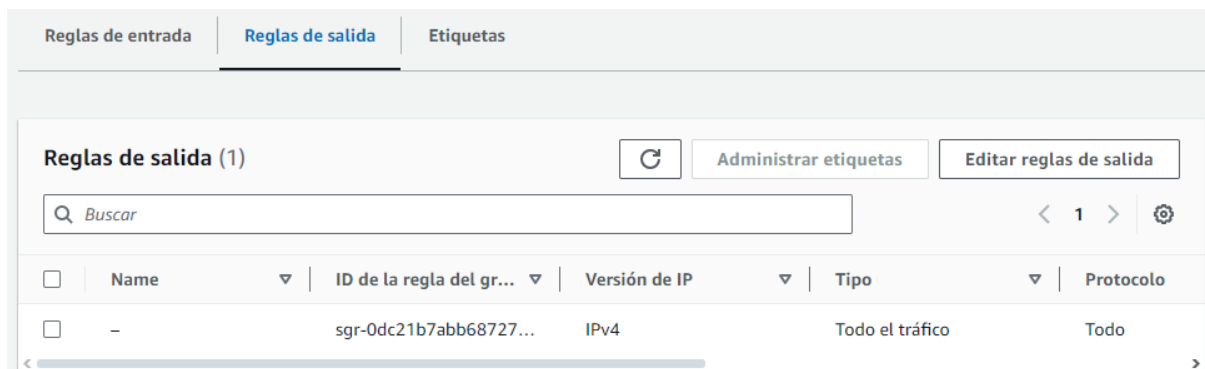 Reglas de entrada Reglas de salida Etiquetas
Reglas de salida (1) Administrar etiquetas Editar reglas de salida
Buscar 1
Name ID de la regla del gr... Versión de IP Tipo Protocolo
– sgr-0dc21b7abb68727... IPv4 Todo el tráfico Todo